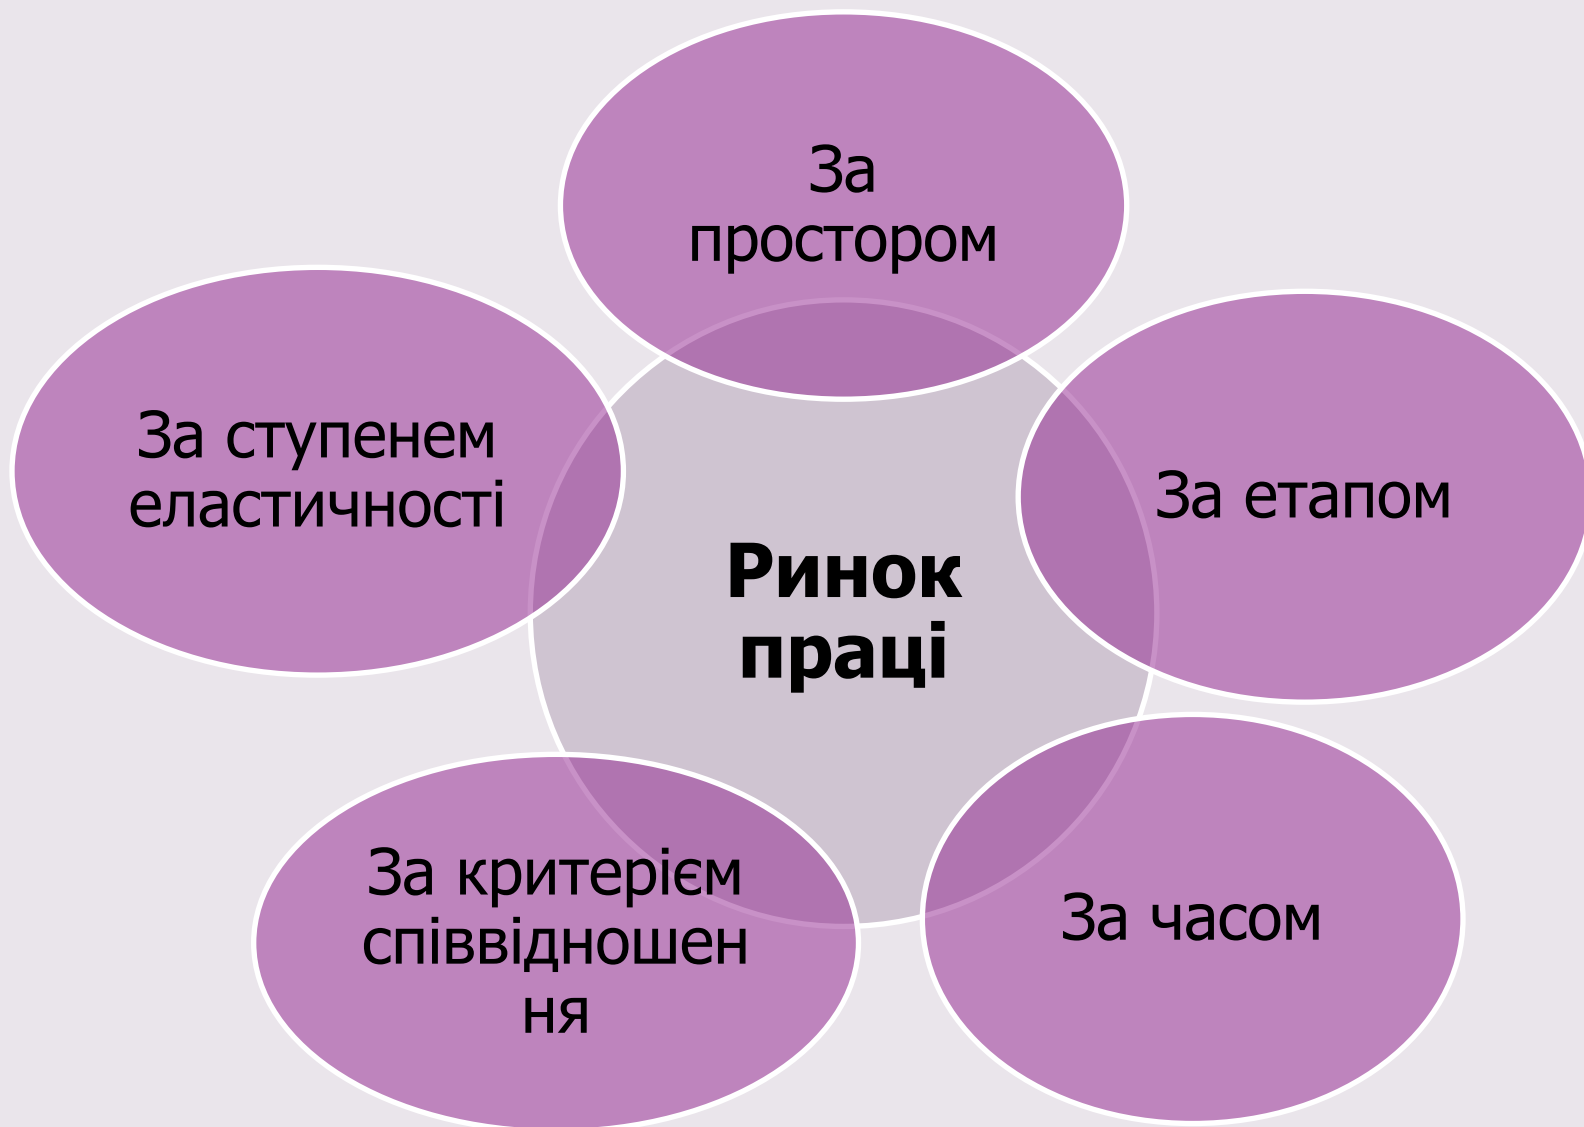 За
простором
За ступенем
еластичності
За етапом
Ринок
праці
За критерієм
співвідношен
ня
За часом